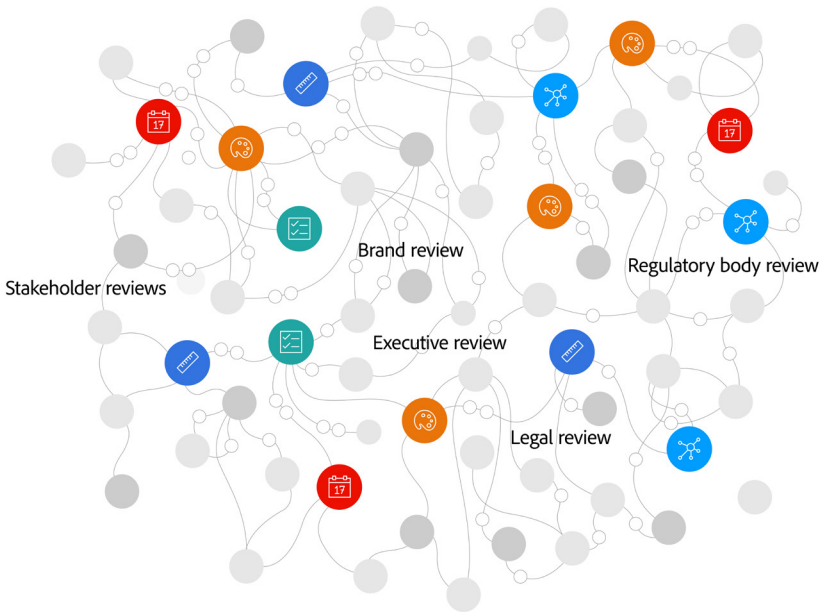 17
17
Brand review
Regulatory body review
Stakeholder reviews
Executive review
Legal review
17